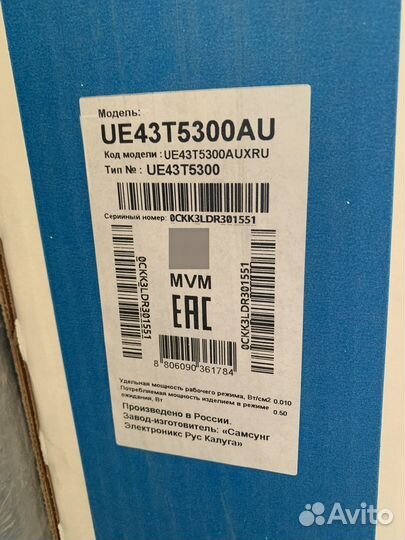 Модель:
UE43T5300AU
Код модели : UE43T5300AUXRU
Тип № : UE43T5300
Серийный номер: 0CKK3LDR301551
0CKK3LDR301551
0CKK3LDR301551
MVM
EAC
8 806090 361784
Удельная мощность рабочего режима, Вт/см2 0.010
Потребляемая мощность изделием в режиме 0.50
ожидания, Вт
Произведено в России.
Завод-изготовитель: «Самсунг
Электроникс Рус Калуга»
Avito